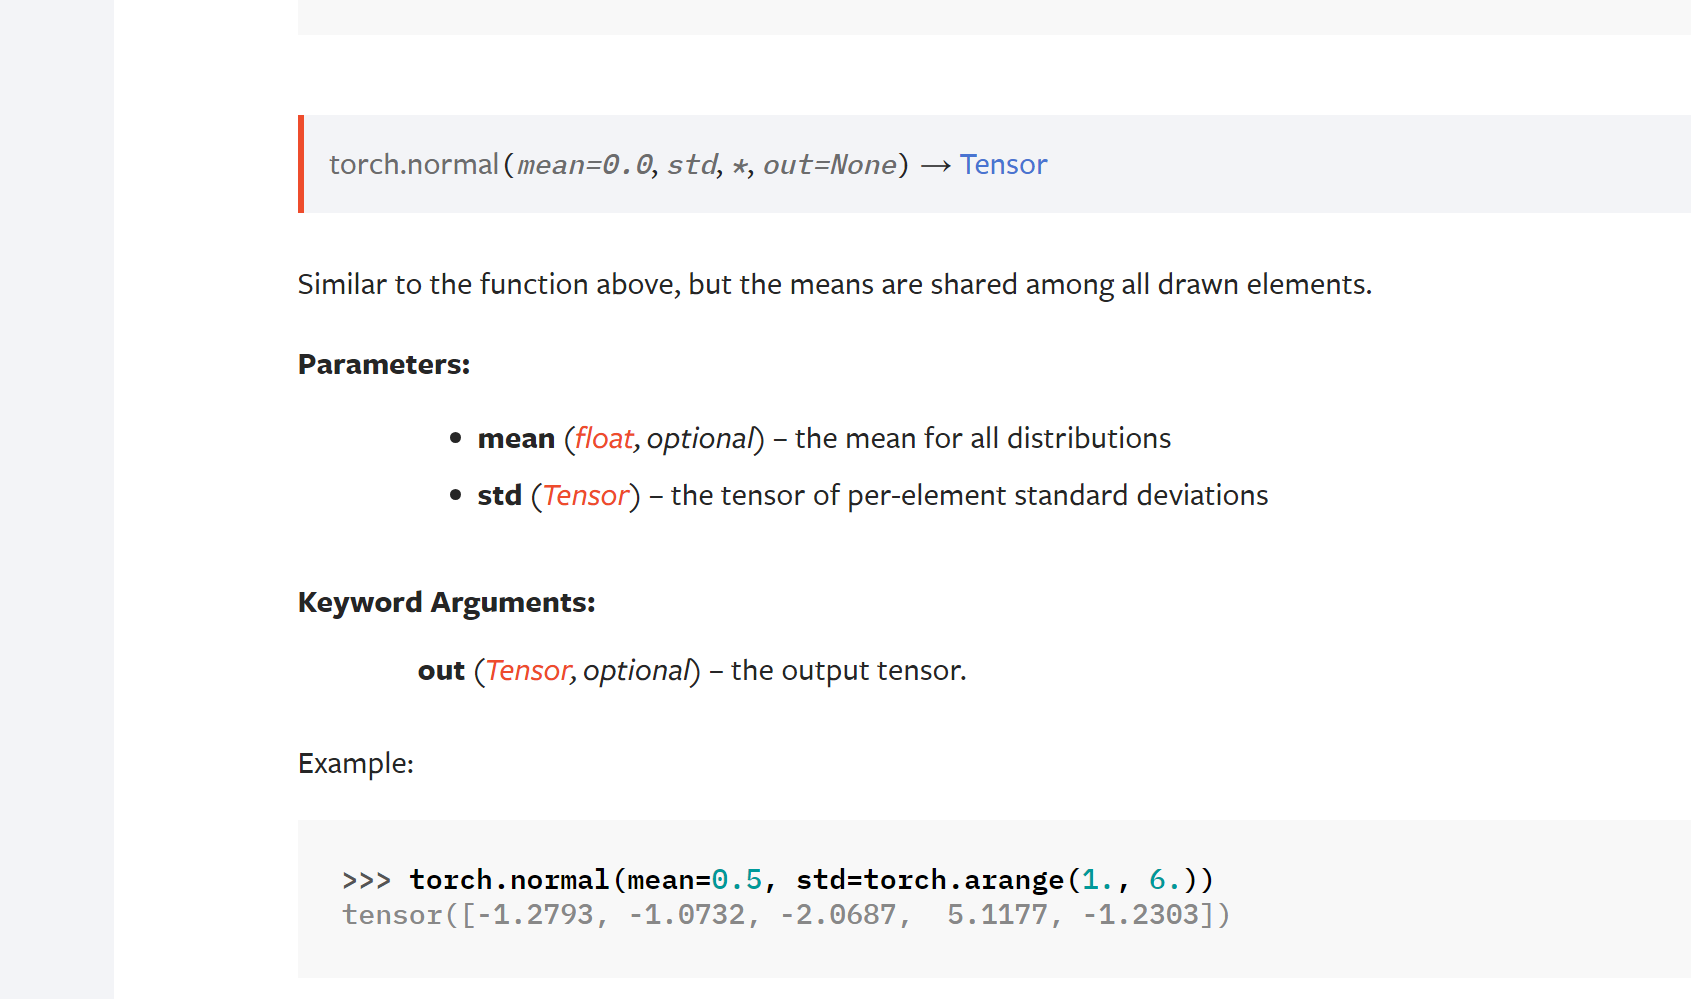 torch.normal(mean=0.0, std, *, out=None) → Tensor
Similar to the function above, but the means are shared among all drawn elements.
Parameters:
• mean (float, optional) – the mean for all distributions
• std (Tensor) – the tensor of per-element standard deviations
Keyword Arguments:
out (Tensor, optional) – the output tensor.
Example:
>>> torch.normal(mean=0.5, std=torch.arange(1., 6.))
tensor([-1.2793, -1.0732, -2.0687,  5.1177, -1.2303])